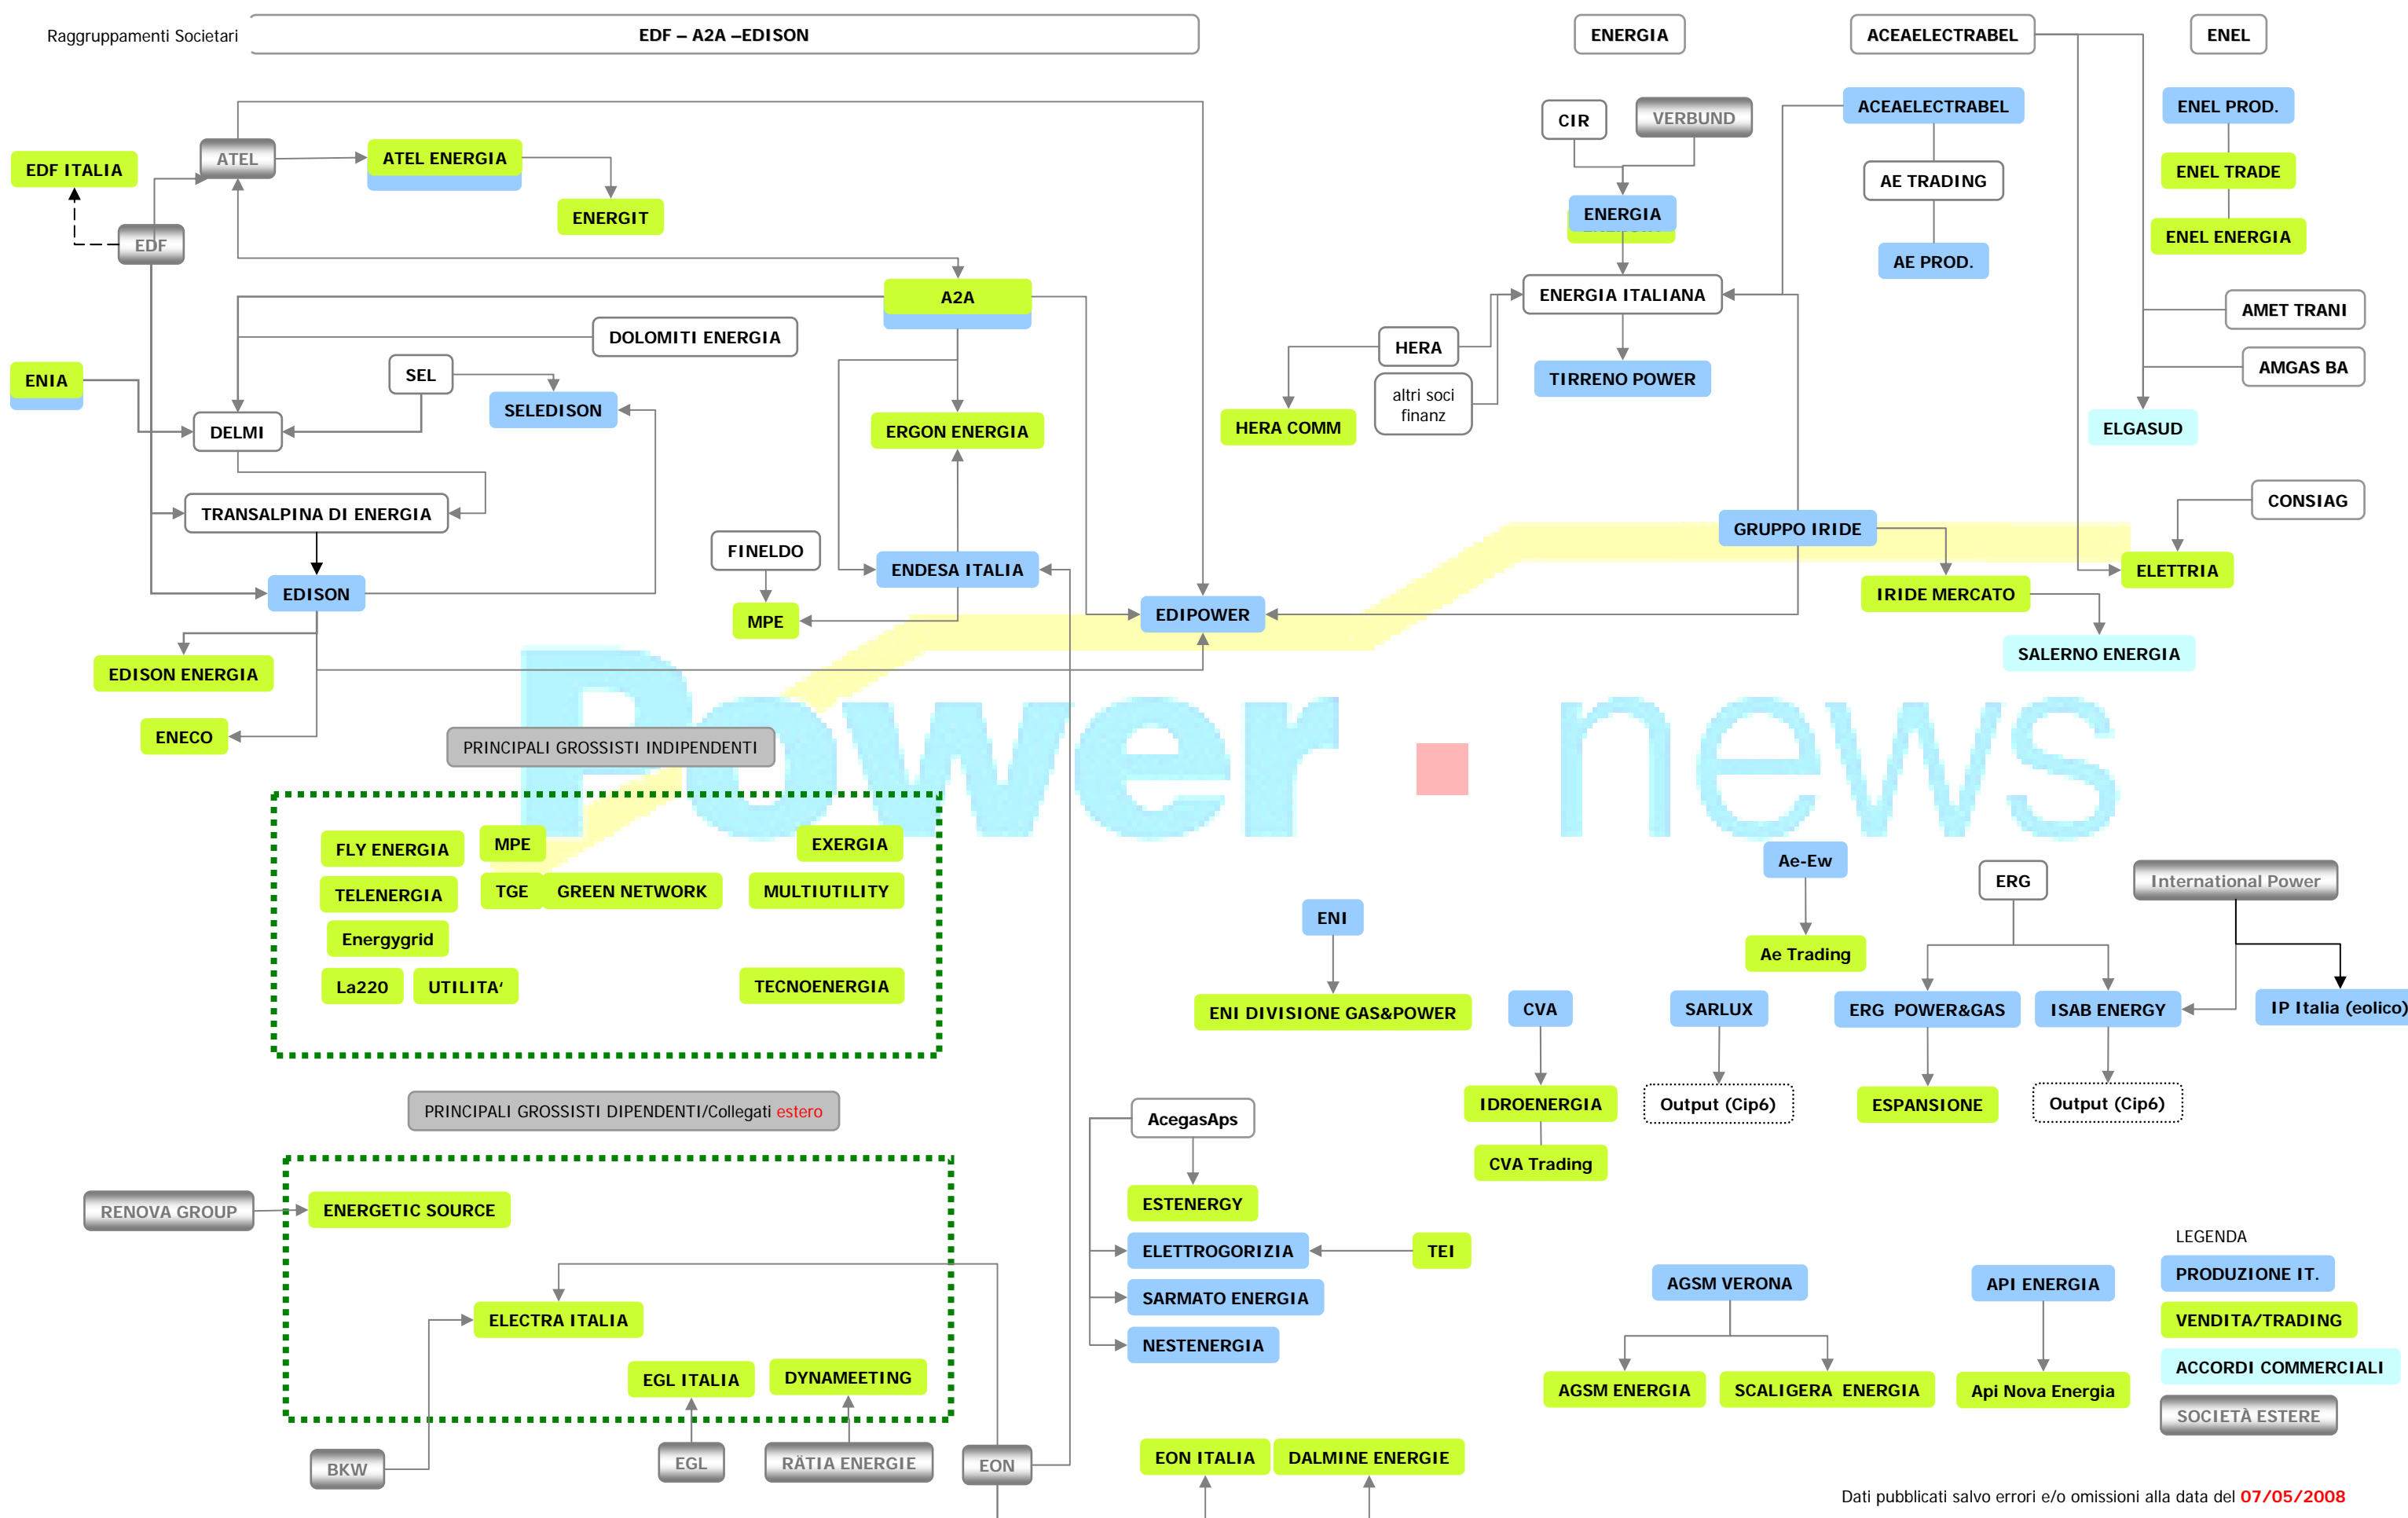 Raggruppamenti Societari
EDF – A2A –EDISON
ENERGIA
ACEAELECTRABEL
ENEL
ATEL
ATEL ENERGIA
EDF ITALIA
ENERGIT
EDF
A2A
DOLOMITI ENERGIA
SEL
ENIA
SELEDISON
DELMI
ERGON ENERGIA
TRANSALPINA DI ENERGIA
FINELDO
ENDESA ITALIA
EDISON
MPE
EDIPOWER
EDISON ENERGIA
ENECO
CIR
VERBUND
ACEAELECTRABEL
ENEL PROD.
AE TRADING
ENEL TRADE
ENERGIA
ENEL ENERGIA
AE PROD.
ENERGIA ITALIANA
AMET TRANI
HERA
AMGAS BA
TIRRENO POWER
altri soci
finanz
HERA COMM
ELGASUD
CONSIAG
GRUPPO IRIDE
ELETTRIA
IRIDE MERCATO
SALERNO ENERGIA
Power news
PRINCIPALI GROSSISTI INDIPENDENTI
FLY ENERGIA
MPE
EXERGIA
TELENERGIA
TGE
GREEN NETWORK
MULTIUTILITY
Energygrid
La220
UTILITA‘
TECNOENERGIA
PRINCIPALI GROSSISTI DIPENDENTI/Collegati estero
RENOVA GROUP
ENERGETIC SOURCE
ELECTRA ITALIA
EGL ITALIA
DYNAMEETING
BKW
EGL
RÄTIA ENERGIE
EON
Ae-Ew
ERG
International Power
ENI
Ae Trading
ENI DIVISIONE GAS&POWER
CVA
SARLUX
ERG POWER&GAS
ISAB ENERGY
IP Italia (eolico)
IDROENERGIA
Output (Cip6)
ESPANSIONE
Output (Cip6)
CVA Trading
AcegasAps
ESTENERGY
ELETTROGORIZIA
TEI
SARMATO ENERGIA
NESTENERGIA
AGSM VERONA
API ENERGIA
AGSM ENERGIA
SCALIGERA ENERGIA
Api Nova Energia
EON ITALIA
DALMINE ENERGIE
LEGENDA
PRODUZIONE IT.
VENDITA/TRADING
ACCORDI COMMERCIALI
SOCIETÀ ESTERE
Dati pubblicati salvo errori e/o omissioni alla data del 07/05/2008